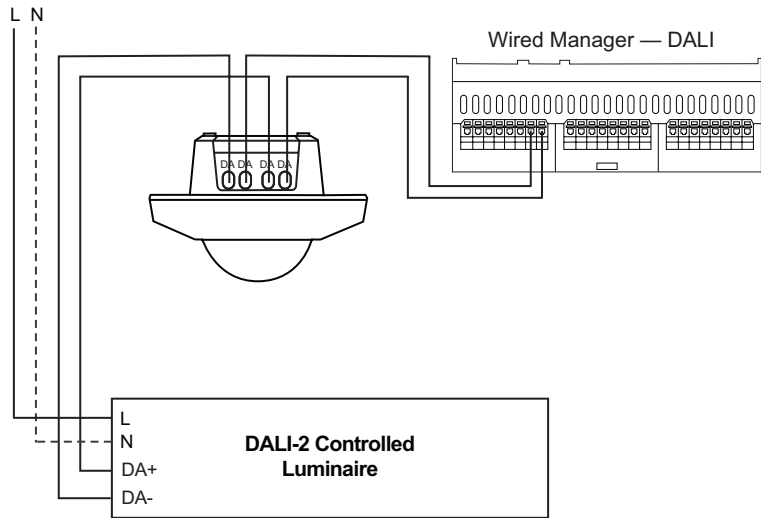 L N
Wired Manager — DALI
DA DA DA DA
L
N
DALI-2 Controlled
Luminaire
DA+
DA-